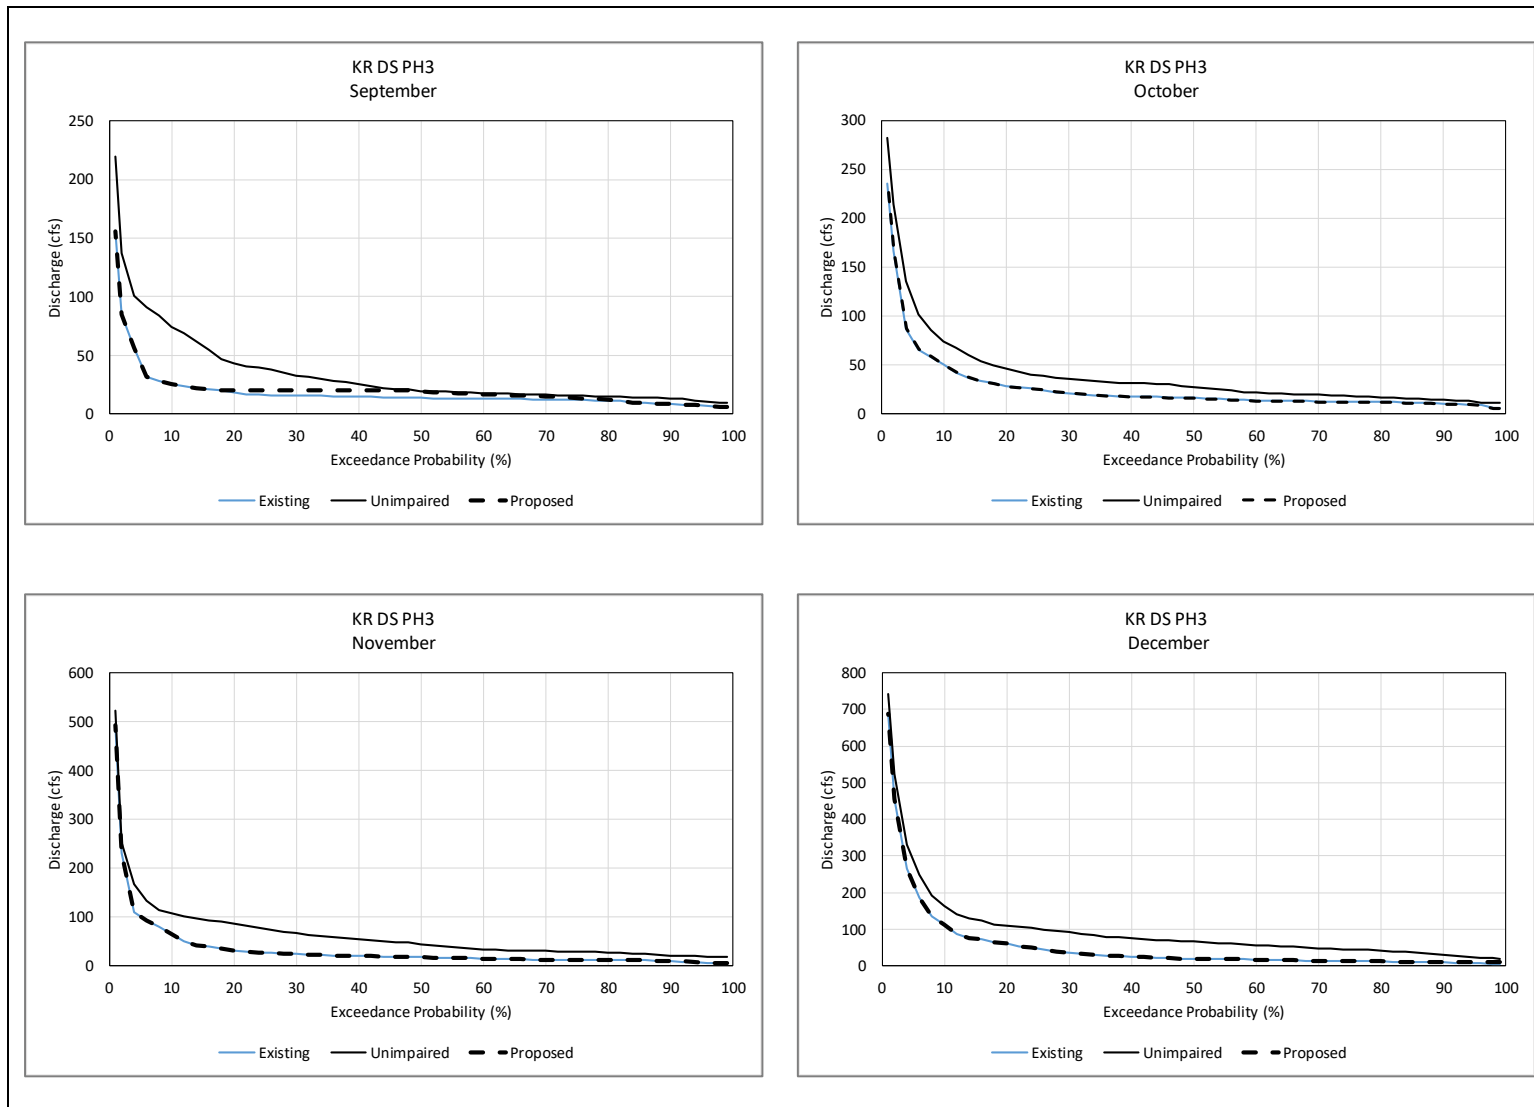 KR DS PH3
September
250
200
150
100
50
0
Discharge (cfs)
0 10 20 30 40 50 60 70 80 90 100
Exceedance Probability (%)
Existing Unimpaired Proposed
KR DS PH3
October
300
250
200
150
100
50
0
Discharge (cfs)
0 10 20 30 40 50 60 70 80 90 100
Exceedance Probability (%)
Existing Unimpaired Proposed
KR DS PH3
November
600
500
400
300
200
100
0
Discharge (cfs)
0 10 20 30 40 50 60 70 80 90 100
Exceedance Probability (%)
Existing Unimpaired Proposed
KR DS PH3
December
800
700
600
500
400
300
200
100
0
Discharge (cfs)
0 10 20 30 40 50 60 70 80 90 100
Exceedance Probability (%)
Existing Unimpaired Proposed